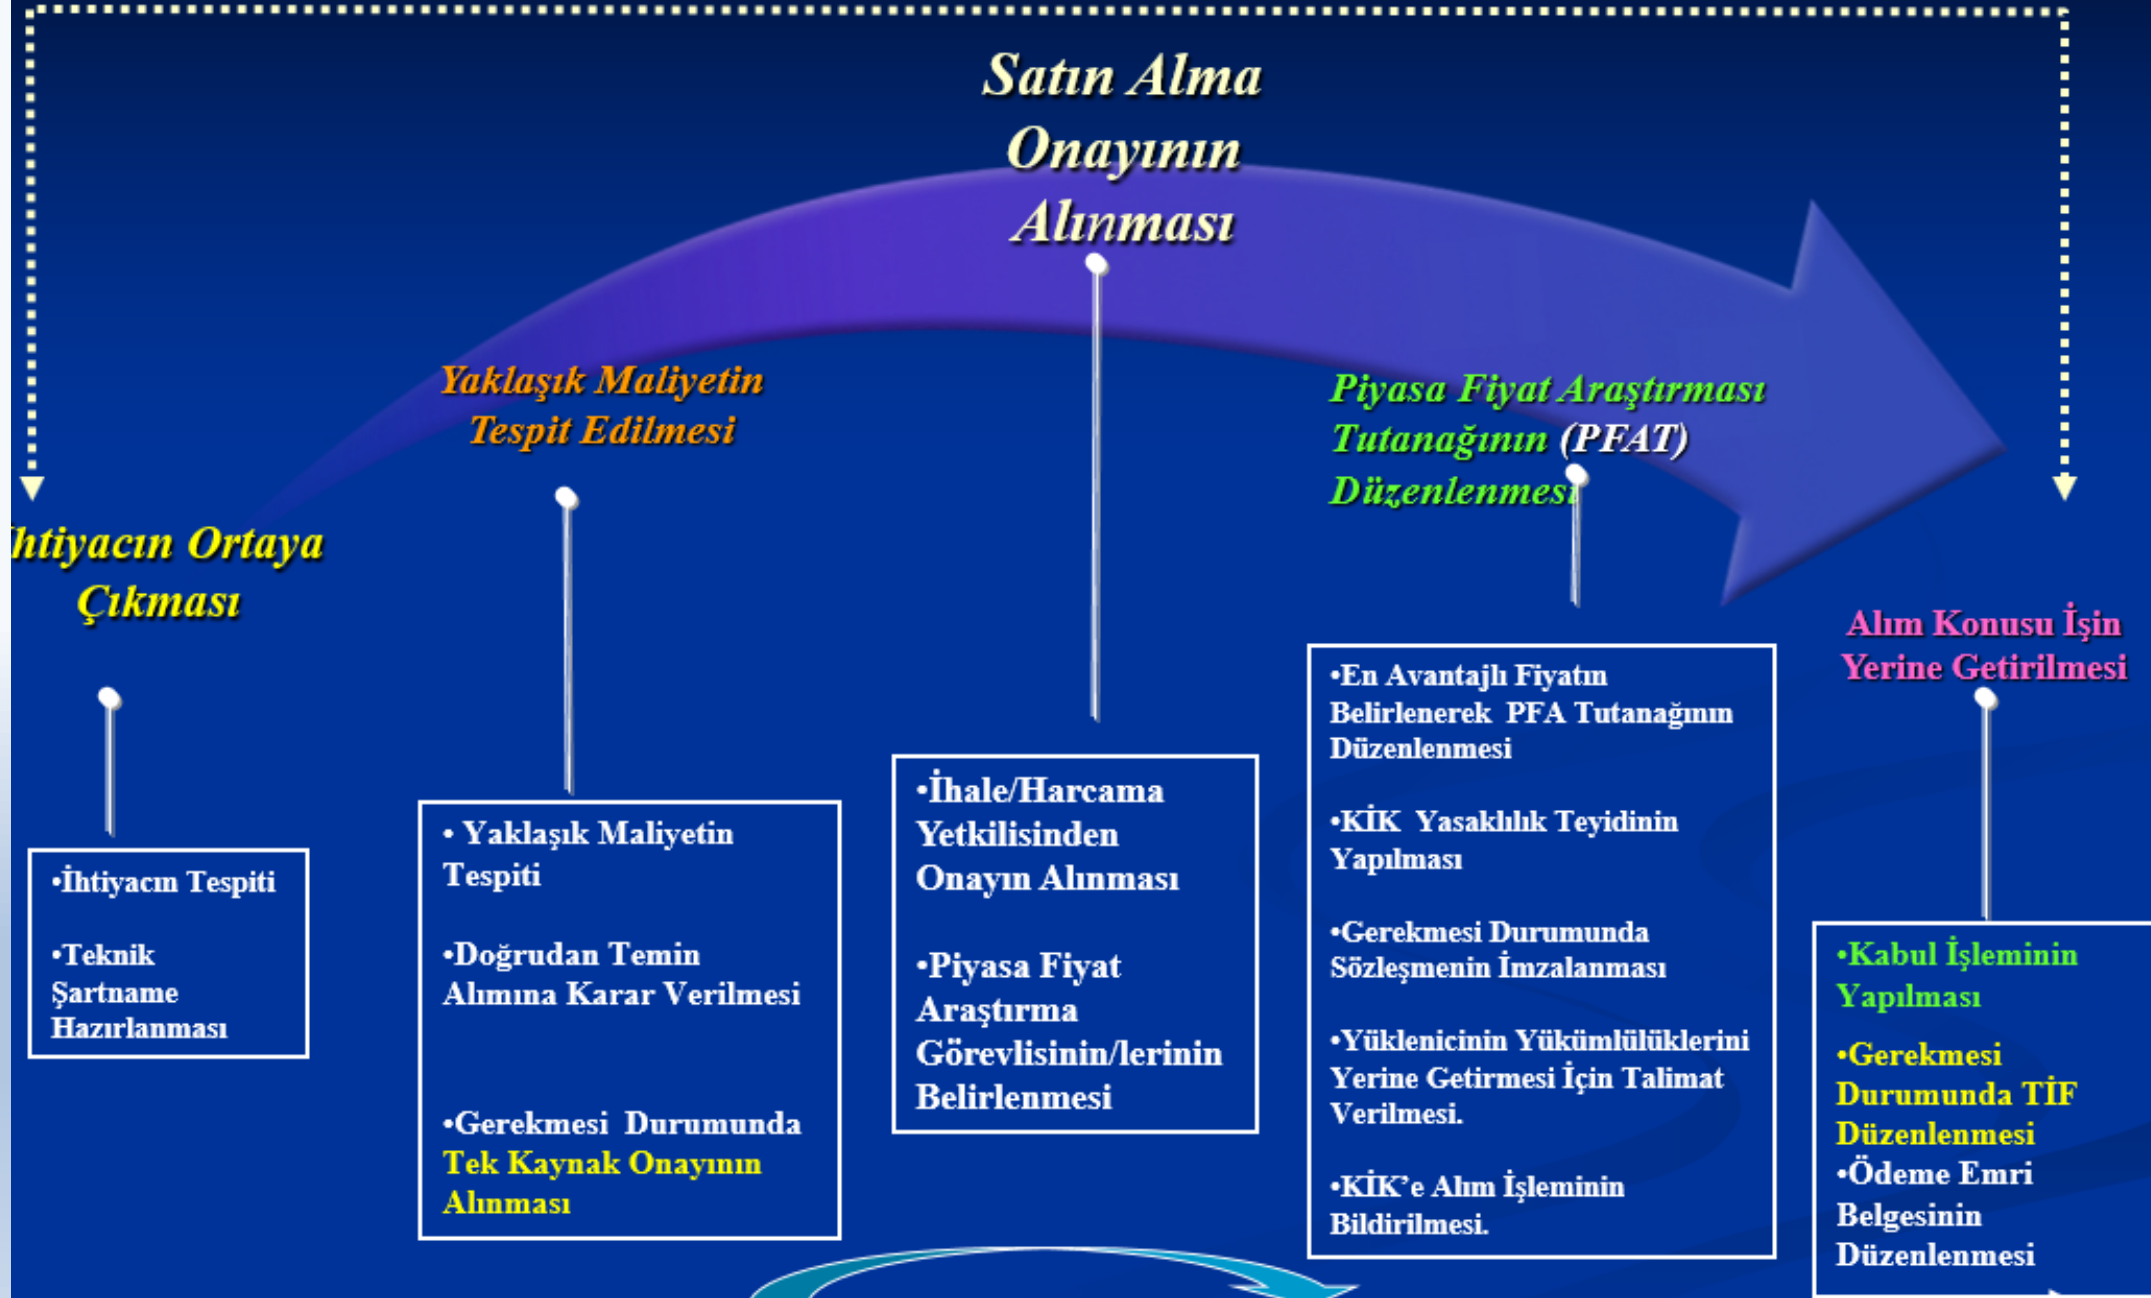 Satın Alma
Onayının
Alınması
Yaklaşık Maliyetin
Tespit Edilmesi
Piyasa Fiyat Araştırması
Tutanağının (PFAT)
Düzenlenmesi
htiyacın Ortaya
Çıkması
Alım Konusu İşin
Yerine Getirilmesi
•İhtiyacın Tespiti
•Teknik
Şartname
Hazırlanması
• Yaklaşık Maliyetin
Tespiti
•Doğrudan Temin
Alımına Karar Verilmesi
•Gerekmesi Durumunda
Tek Kaynak Onayının
Alınması
•İhale/Harcama
Yetkilisinden
Onayın Alınması
•Piyasa Fiyat
Araştırma
Görevlisinin/lerinin
Belirlenmesi
•En Avantajlı Fiyatın
Belirlenerek PFA Tutanağının
Düzenlenmesi
•KİK Yasaklılık Teyidinin
Yapılması
•Gerekmesi Durumunda
Sözleşmenin İmzalanması
•Yüklenicinin Yükümlülüklerini
Yerine Getirmesi İçin Talimat
Verilmesi.
•KİK’e Alım İşleminin
Bildirilmesi.
•Kabul İşleminin
Yapılması
•Gerekmesi
Durumunda TİF
Düzenlenmesi
•Ödeme Emri
Belgesinin
Düzenlenmesi